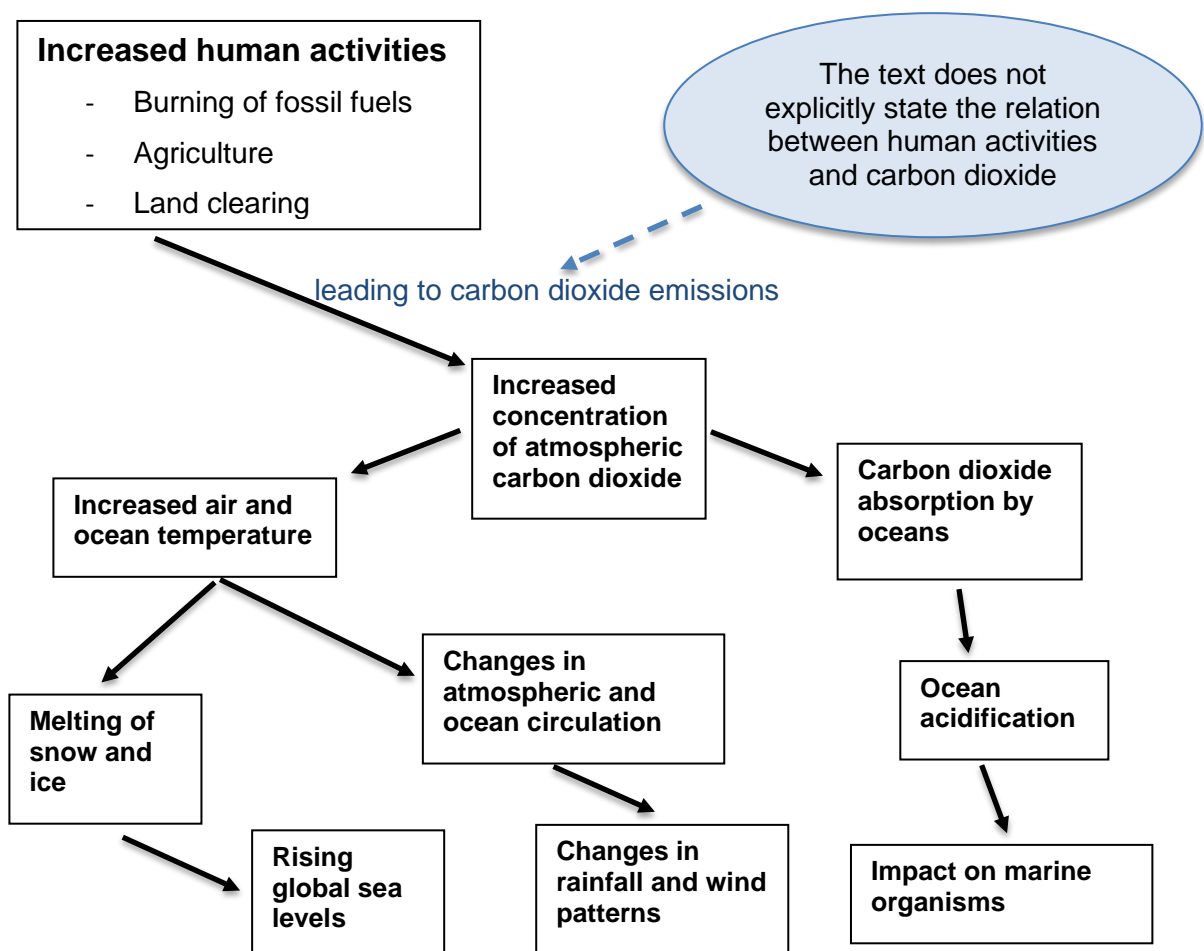 Increased human activities
- Burning of fossil fuels
- Agriculture
- Land clearing
The text does not
explicitly state the relation
between human activities
and carbon dioxide
leading to carbon dioxide emissions
Increased
concentration
of atmospheric
carbon dioxide
Carbon dioxide
absorption by
oceans
Increased air and
ocean temperature
Changes in
atmospheric and
ocean circulation
Ocean
acidification
Melting of
snow and
ice
Rising
global sea
levels
Changes in
rainfall and wind
patterns
Impact on marine
organisms